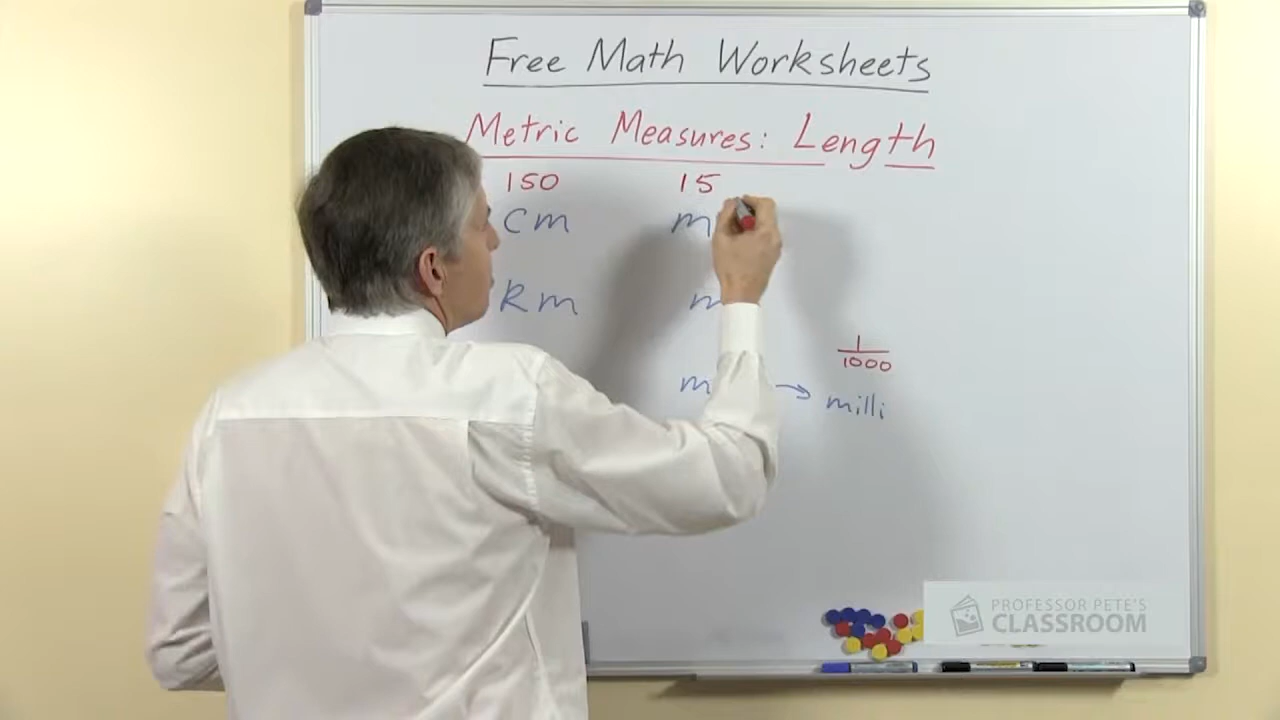 Free Math Worksheets
Metric Measures: Length
150 15
cm m
km m
1
1000
m milli
PROFESSOR PETE'S
CLASSROOM